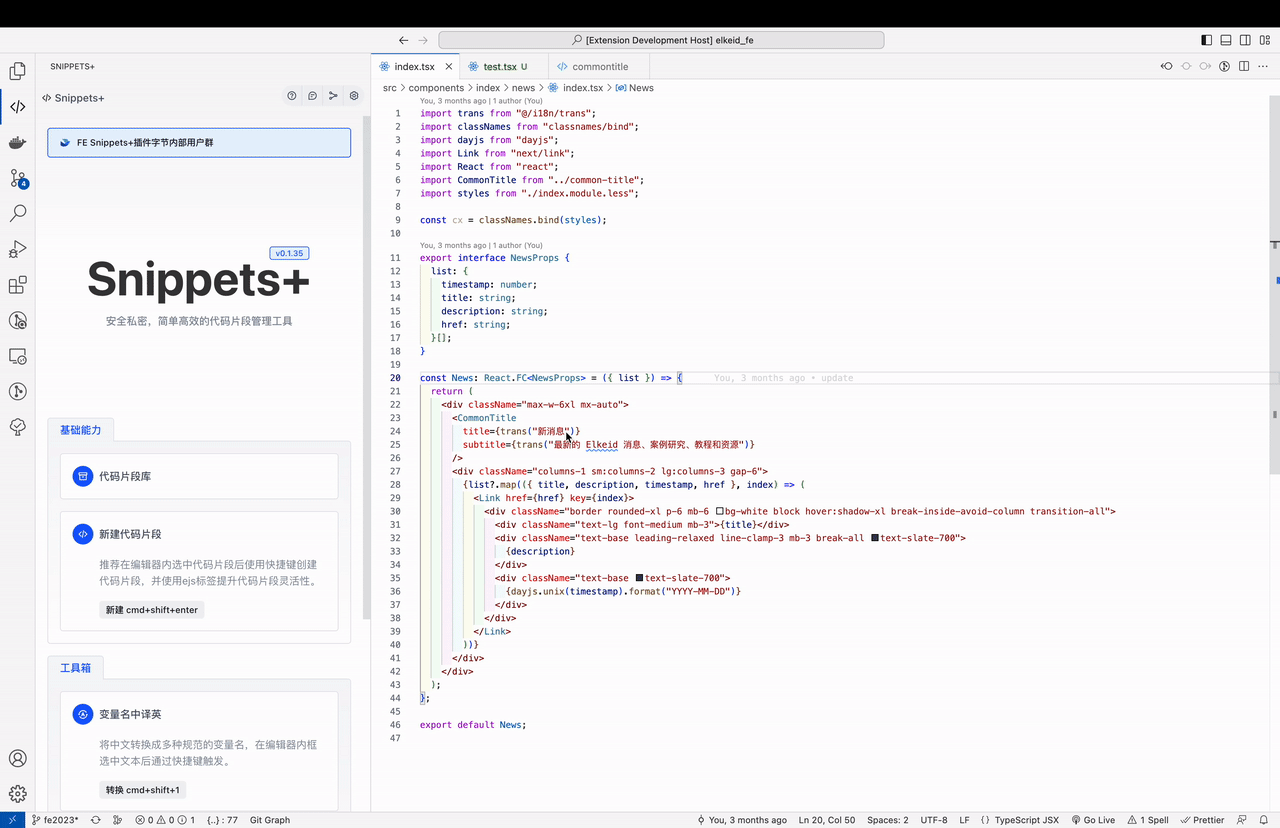 [Extension Development Host] elkeid_fe
SNIPPETS+
Snippets+
FE Snippets+插件字节内部用户群
v0.1.35
Snippets+
安全私密，简单高效的代码片段管理工具
基础能力
代码片段库
新建代码片段
推荐在编辑器内选中代码片段后使用快捷键创建
代码片段，并使用ejs标签提升代码片段灵活性。
新建 cmd+shift+enter
工具箱
变量名中译英
将中文转换成多种规范的变量名，在编辑器内框
选中文本后通过快捷键触发。
转换 cmd+shift+1
index.tsx
test.tsx U
commontitle
src > components > index > news > index.tsx > News
You, 3 months ago | 1 author (You)
1 import trans from "@/i18n/trans";
2 import classNames from "classnames/bind";
3 import dayjs from "dayjs";
4 import Link from "next/link";
5 import React from "react";
6 import CommonTitle from "../common-title";
7 import styles from "./index.module.less";
8
9 const cx = classNames.bind(styles);
10
You, 3 months ago | 1 author (You)
11 export interface NewsProps {
12 list: {
13 timestamp: number;
14 title: string;
15 description: string;
16 href: string;
17 }[];
18 }
19
20 const News: React.FC<NewsProps> = ({ list }) => { You, 3 months ago • update
21 return (
22 <div className="max-w-6xl mx-auto">
23 <CommonTitle
24 title={trans("新消息")}
25 subtitle={trans("最新的 Elkeid 消息、案例研究、教程和资源")}
26 />
27 <div className="columns-1 sm:columns-2 lg:columns-3 gap-6">
28 {list?.map(({ title, description, timestamp, href }, index) => (
29 <Link href={href} key={index}>
30 <div className="border rounded-xl p-6 mb-6 bg-white block hover:shadow-xl break-inside-avoid-column transition-all">
31 <div className="text-lg font-medium mb-3">{title}</div>
32 <div className="text-base leading-relaxed line-clamp-3 mb-3 break-all text-slate-700">
33 {description}
34 </div>
35 <div className="text-base text-slate-700">
36 {dayjs.unix(timestamp).format("YYYY-MM-DD")}
37 </div>
38 </div>
39 </Link>
40 ))}
41 </div>
42 </div>
43 );
44 };
45
46 export default News;
47
4
fe2023* 0 0 1 {..} : 77 Git Graph
You, 3 months ago Ln 20, Col 50 Spaces: 2 UTF-8 LF {} TypeScript JSX Go Live 1 Spell Prettier